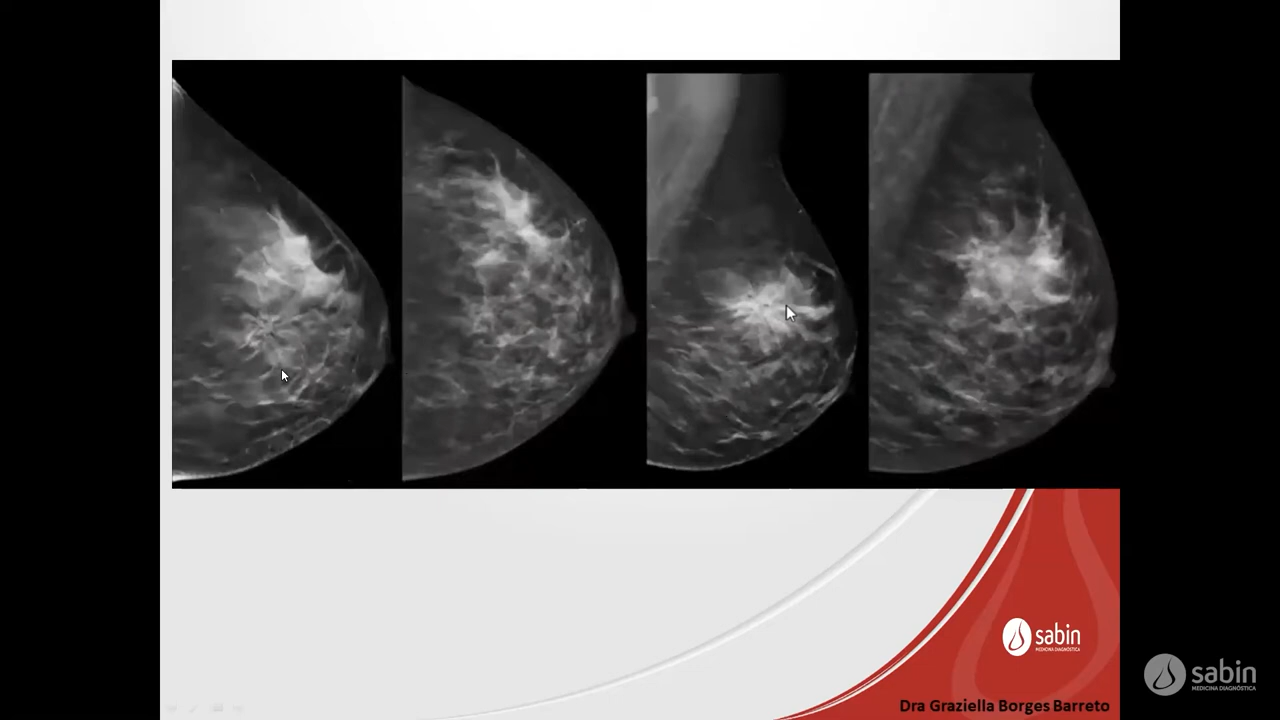 sabin
MEDICINA DIAGNÓSTICA
sabin
MEDICINA DIAGNÓSTICA
Dra Graziella Borges Barreto